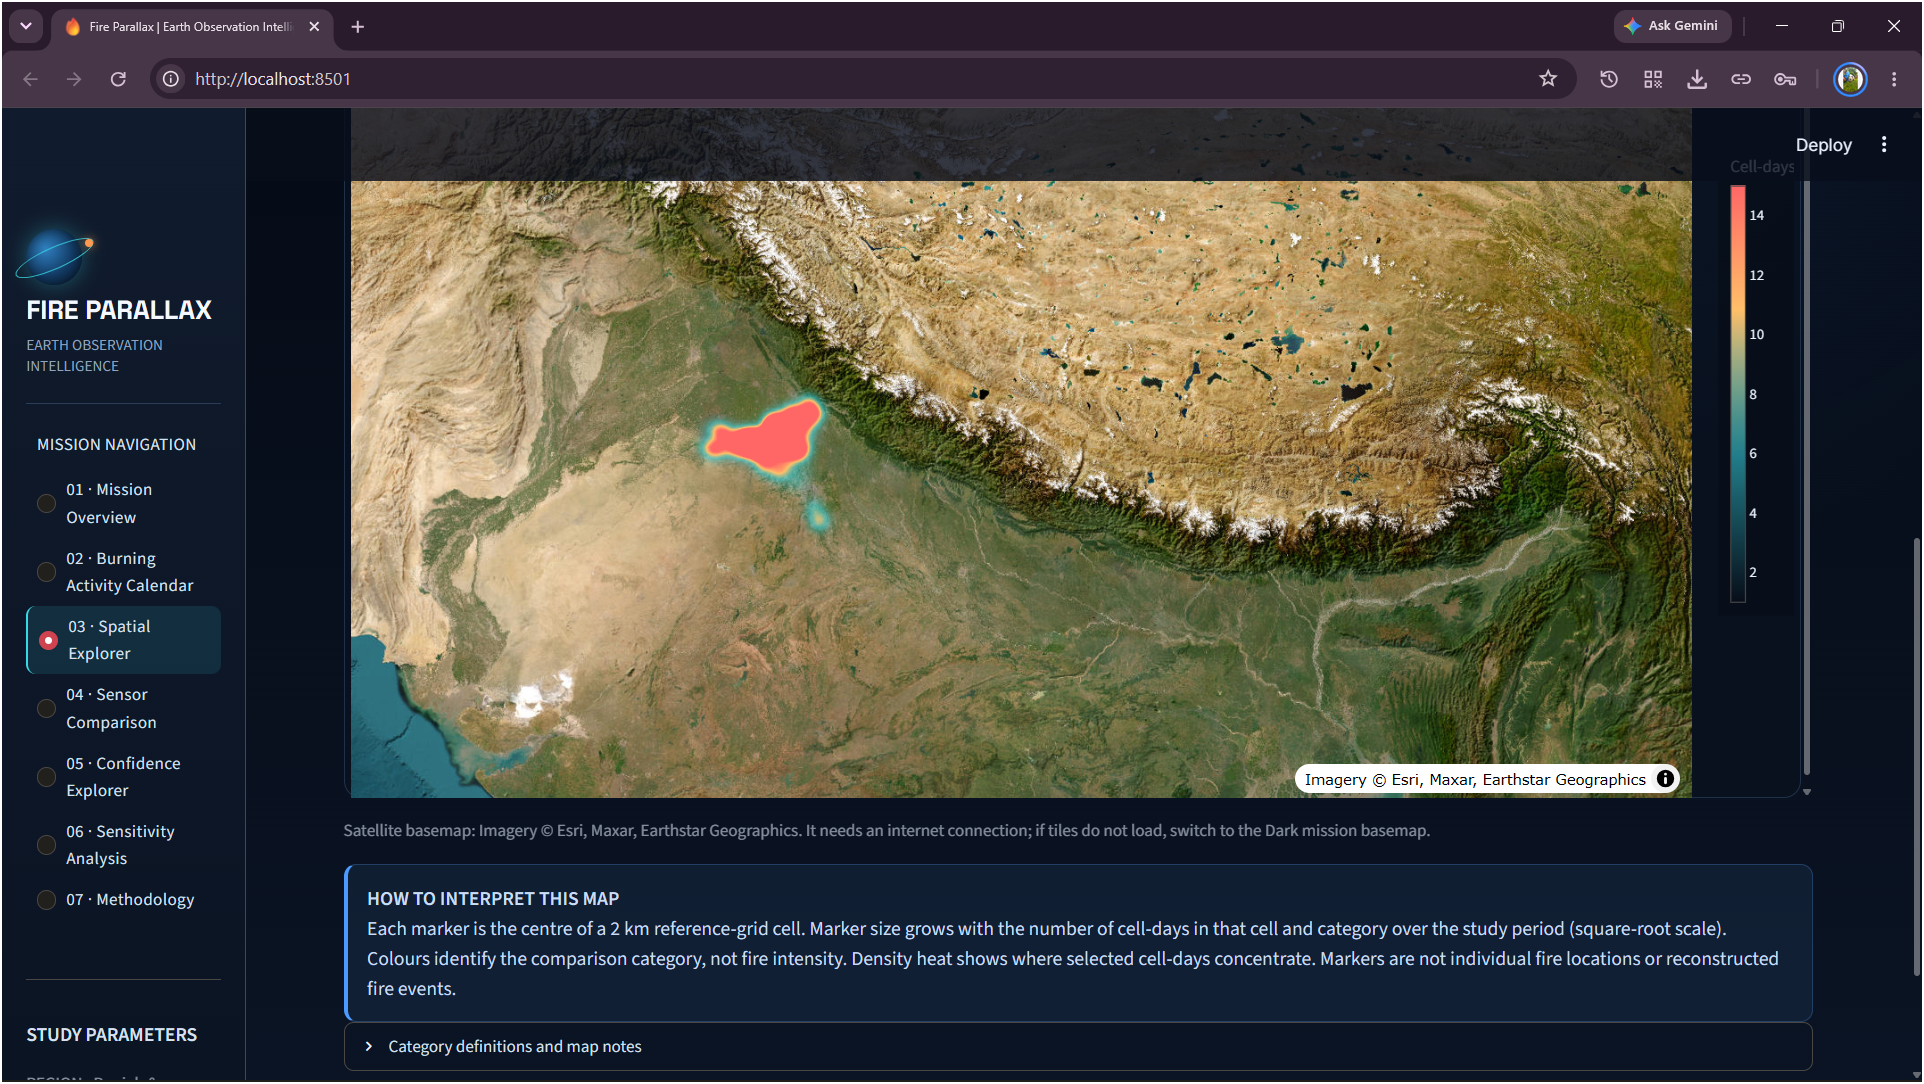 Fire Parallax | Earth Observation Intelli
Ask Gemini
http://localhost:8501
Deploy
Cell-days
14
12
10
8
6
4
2
FIRE PARALLAX
EARTH OBSERVATION
INTELLIGENCE
MISSION NAVIGATION
01 · Mission
Overview
02 · Burning
Activity Calendar
03 · Spatial
Explorer
04 · Sensor
Comparison
05 · Confidence
Explorer
06 · Sensitivity
Analysis
07 · Methodology
STUDY PARAMETERS
Imagery © Esri, Maxar, Earthstar Geographics
Satellite basemap: Imagery © Esri, Maxar, Earthstar Geographics. It needs an internet connection; if tiles do not load, switch to the Dark mission basemap.
HOW TO INTERPRET THIS MAP
Each marker is the centre of a 2 km reference-grid cell. Marker size grows with the number of cell-days in that cell and category over the study period (square-root scale).
Colours identify the comparison category, not fire intensity. Density heat shows where selected cell-days concentrate. Markers are not individual fire locations or reconstructed
fire events.
Category definitions and map notes